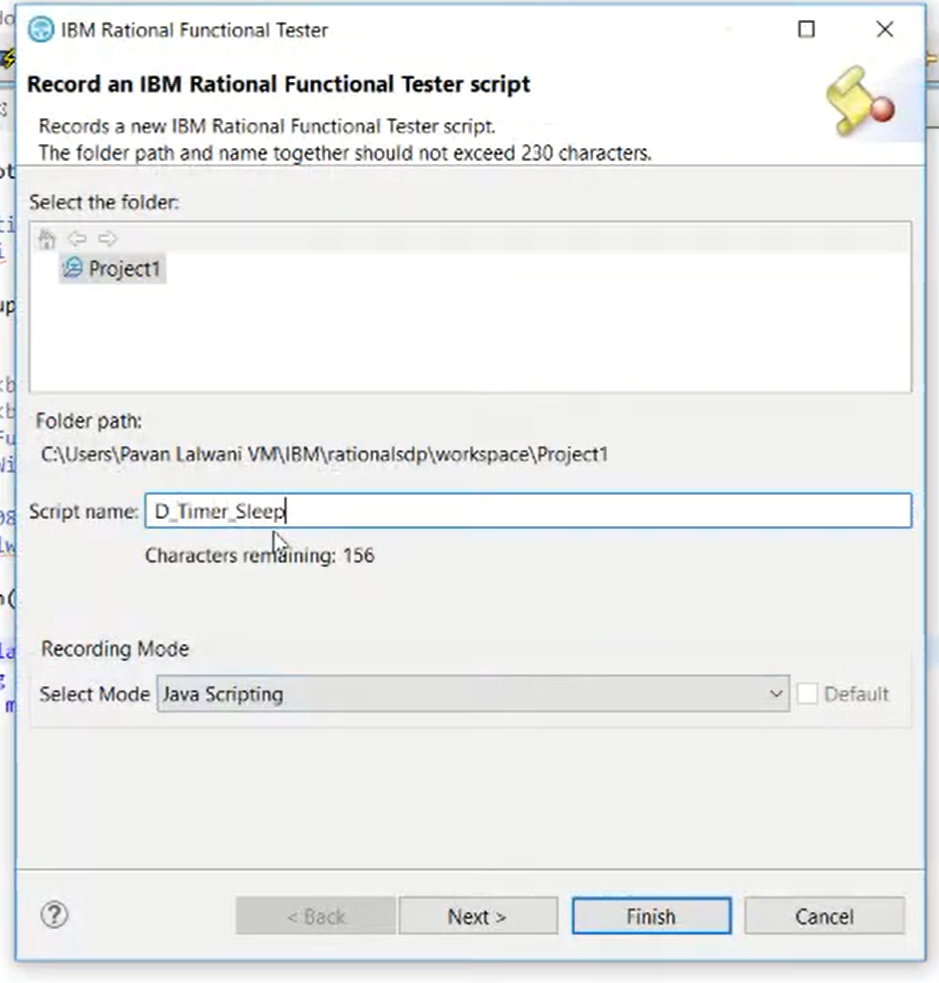 IBM Rational Functional Tester
Record an IBM Rational Functional Tester script
Records a new IBM Rational Functional Tester script.
The folder path and name together should not exceed 230 characters.
Select the folder:
Project1
Folder path:
C:\Users\Pavan Lalwani VM\IBM\rationalsdp\workspace\Project1
Script name: D_Timer_Sleep
Characters remaining: 156
Recording Mode
Select Mode Java Scripting Default
< Back Next > Finish Cancel